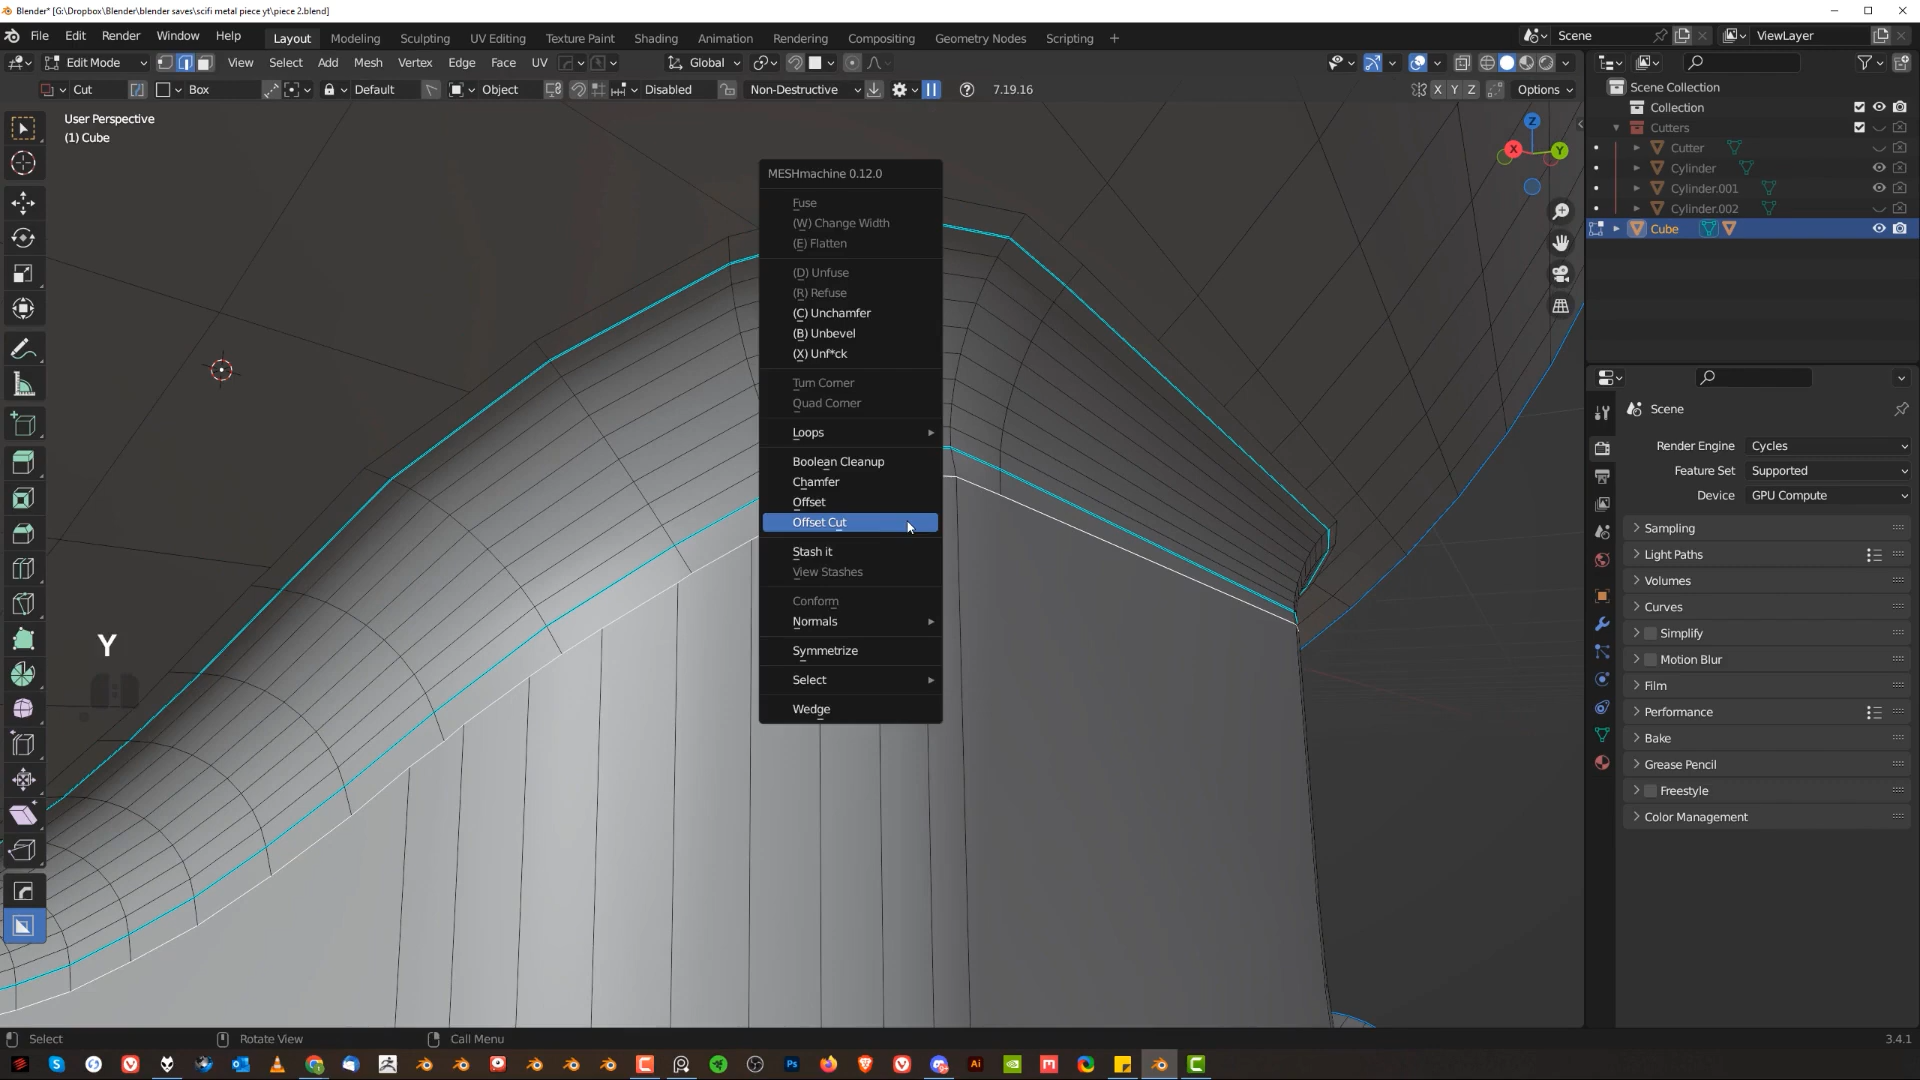 Blender* [G:\Dropbox\Blender\blender saves\scifi metal piece yt\piece 2.blend]
File Edit Render Window Help Layout Modeling Sculpting UV Editing Texture Paint Shading Animation Rendering Compositing Geometry Nodes Scripting + Scene ViewLayer
Edit Mode View Select Add Mesh Vertex Edge Face UV Global
Cut Box Default Object Disabled Non-Destructive 7.19.16 X Y Z Options
User Perspective
(1) Cube
Z
X
Y
MESHmachine 0.12.0
Fuse
(W) Change Width
(E) Flatten
(D) Unfuse
(R) Refuse
(C) Unchamfer
(B) Unbevel
(X) Unf*ck
Turn Corner
Quad Corner
Loops
Boolean Cleanup
Chamfer
Offset
Offset Cut
Stash it
View Stashes
Conform
Normals
Symmetrize
Select
Wedge
Y
Scene Collection
Collection
Cutters
Cutter
Cylinder
Cylinder.001
Cylinder.002
Cube
Scene
Render Engine Cycles
Feature Set Supported
Device GPU Compute
Sampling
Light Paths
Volumes
Curves
Simplify
Motion Blur
Film
Performance
Bake
Grease Pencil
Freestyle
Color Management
Select Rotate View Call Menu 3.4.1